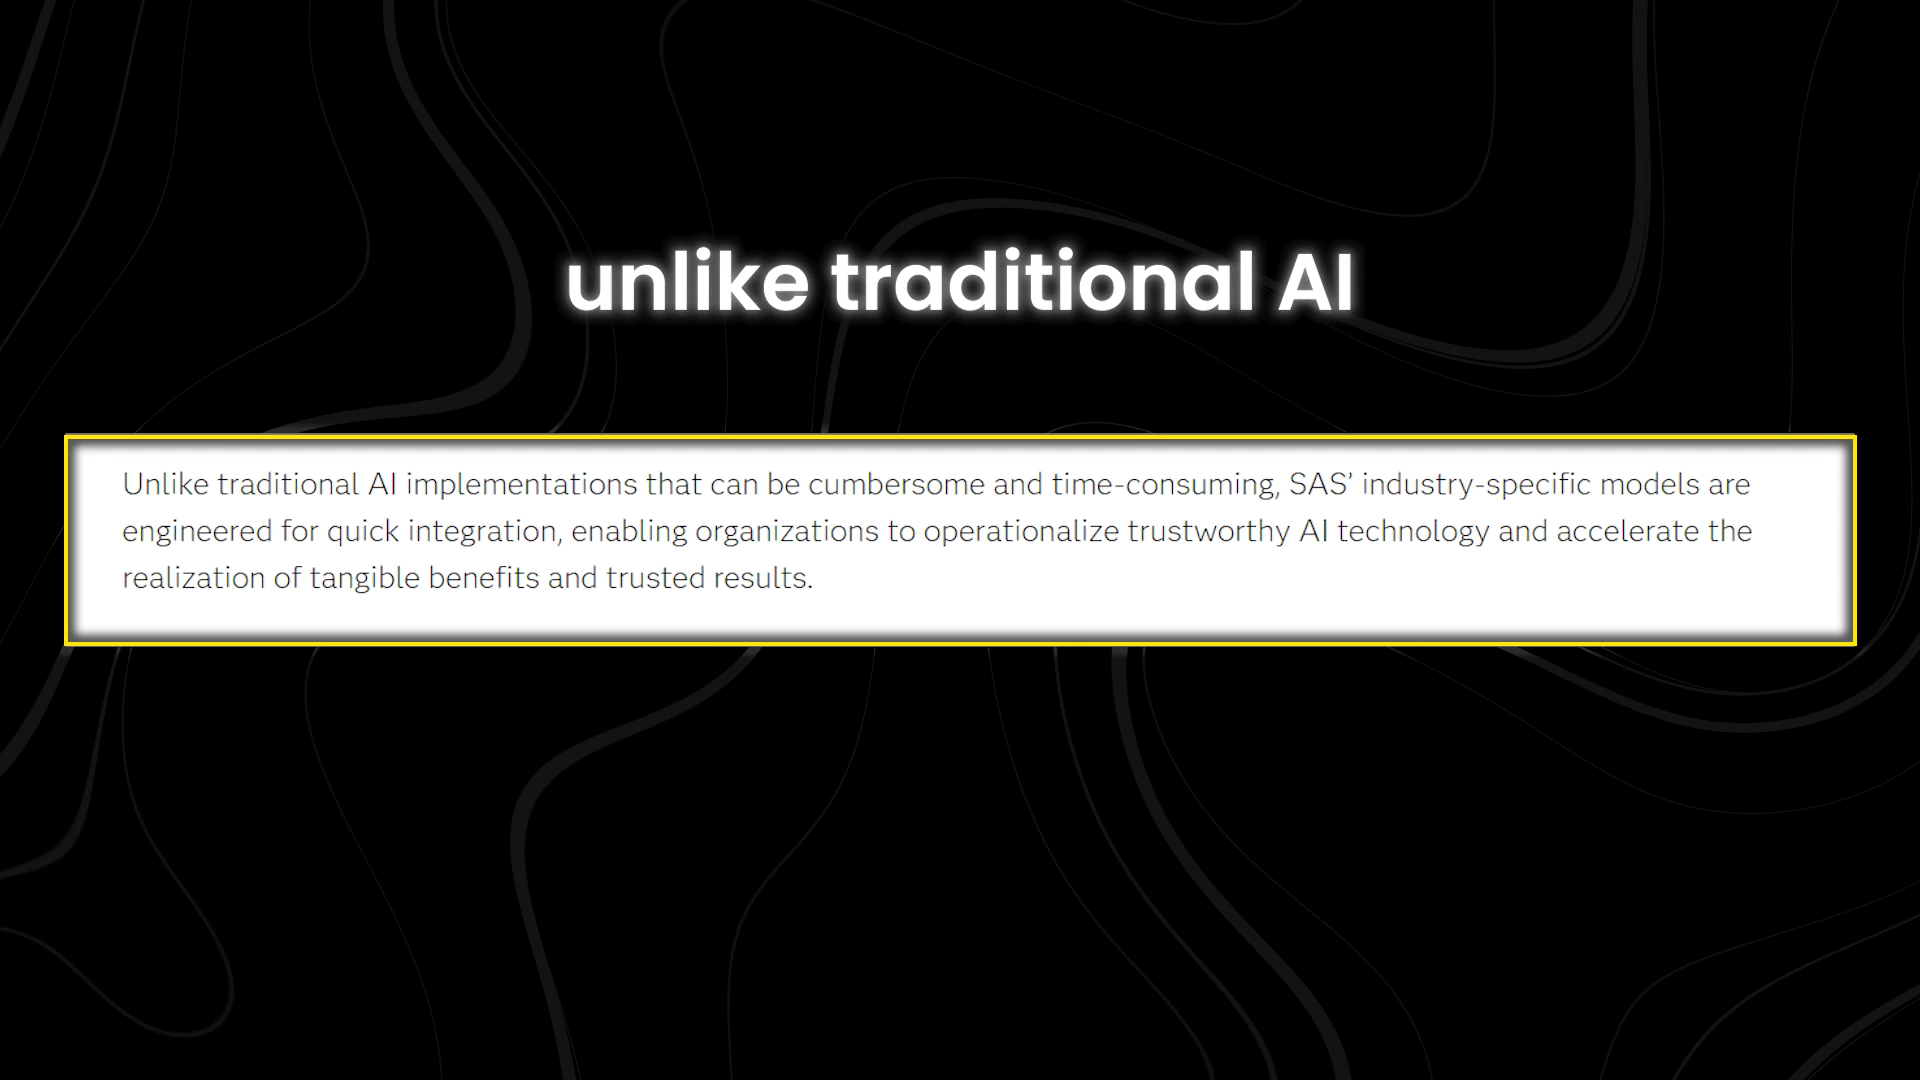 unlike traditional AI
Unlike traditional AI implementations that can be cumbersome and time-consuming, SAS’ industry-specific models are
engineered for quick integration, enabling organizations to operationalize trustworthy AI technology and accelerate the
realization of tangible benefits and trusted results.